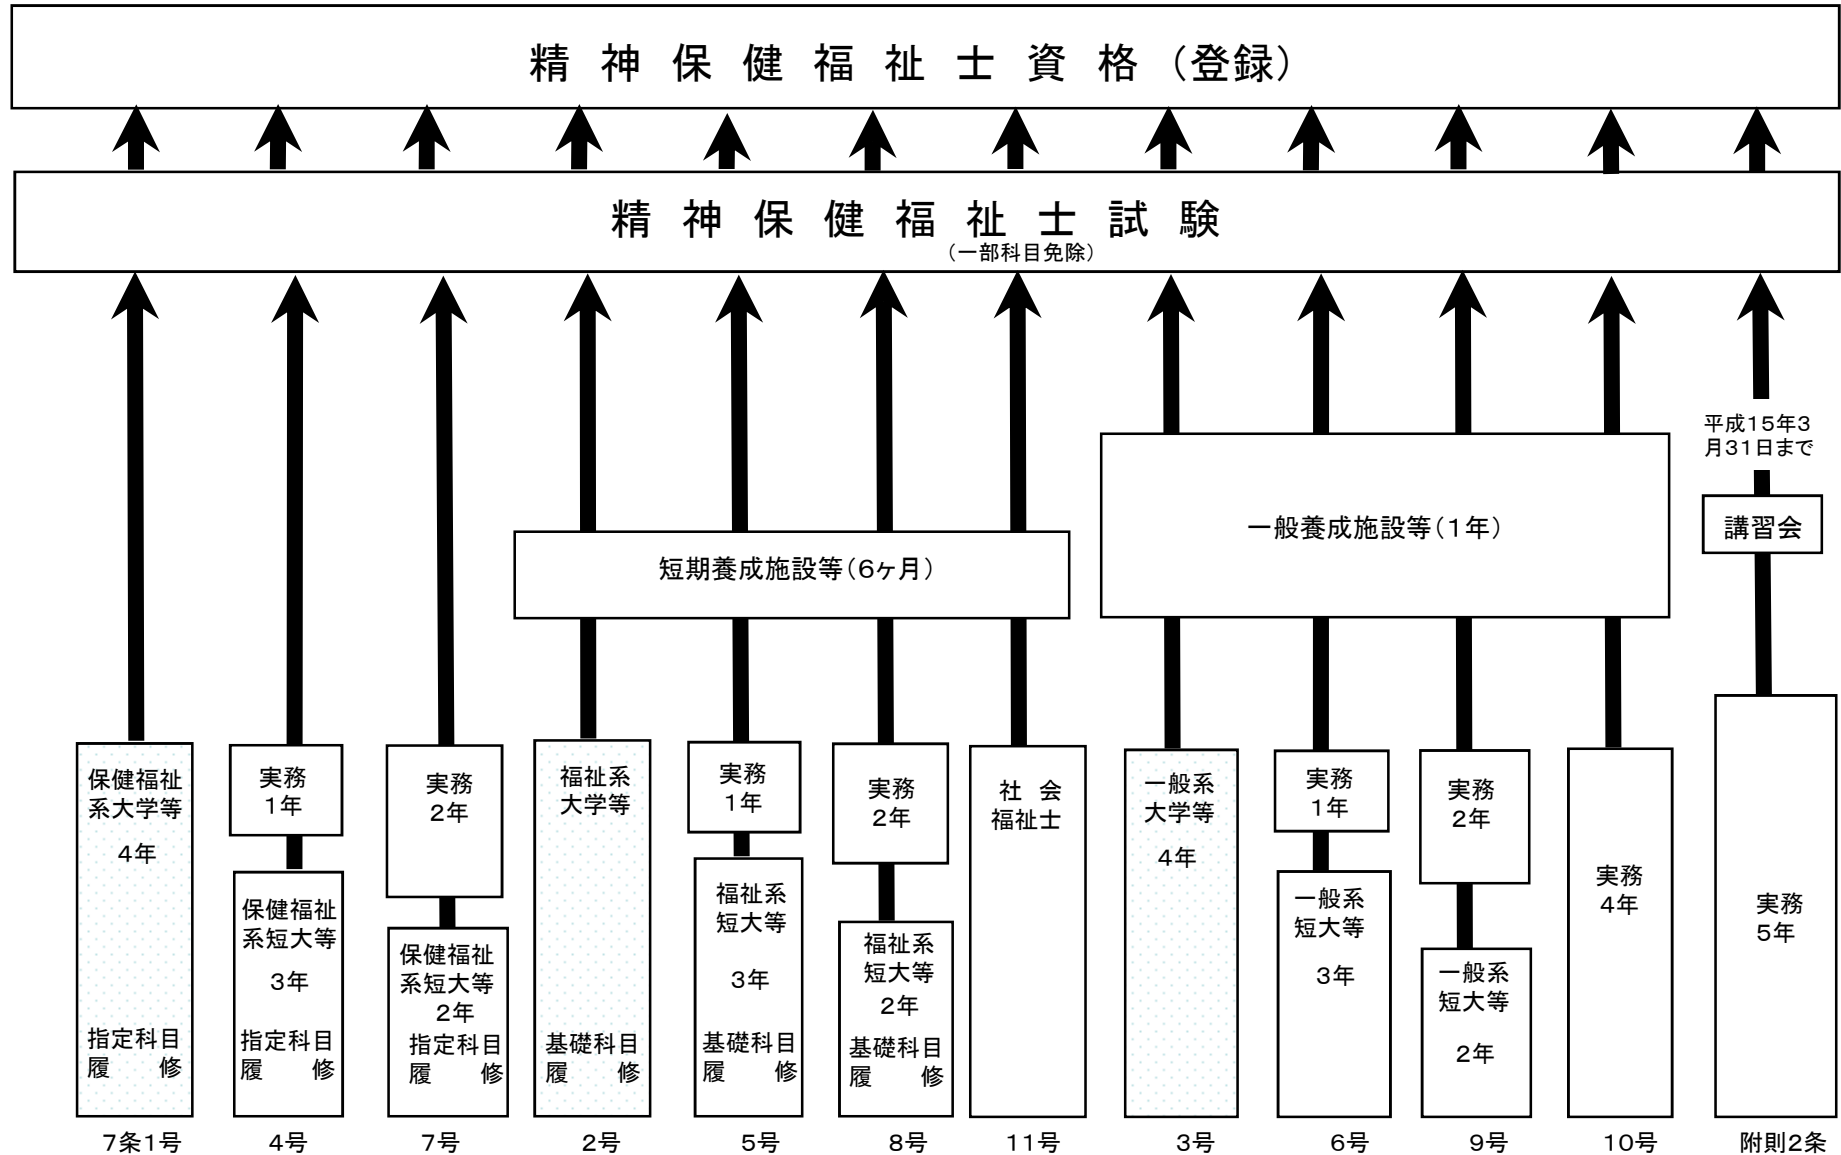 精神保健福祉士資格（登録）
精神保健福祉士試験
（一部科目免除）
平成15年3
月31日まで
講習会
一般養成施設等（1年）
短期養成施設等（6ヶ月）
保健福祉
系大学等
4年
指定科目
履　修
7条1号
実務
1年
保健福祉
系短大等
3年
指定科目
履　修
4号
実務
2年
保健福祉
系短大等
2年
指定科目
履　修
7号
福祉系
大学等
基礎科目
履　修
2号
実務
1年
福祉系
短大等
3年
基礎科目
履　修
5号
実務
2年
福祉系
短大等
2年
基礎科目
履　修
8号
社　会
福祉士
11号
一般系
大学等
4年
3号
実務
1年
一般系
短大等
3年
6号
実務
2年
一般系
短大等
2年
9号
実務
4年
10号
実務
5年
附則2条